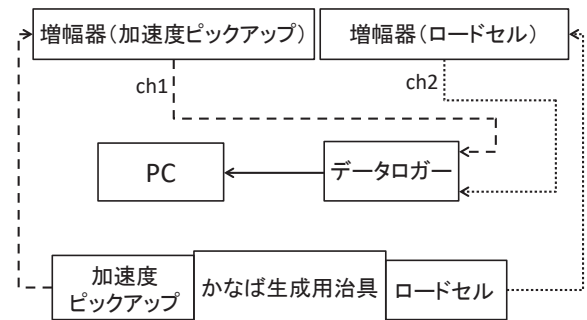 増幅器(加速度ピックアップ)
増幅器(ロードセル)
ch1
ch2
PC
データロガー
加速度
ピックアップ
かなば生成用治具
ロードセル